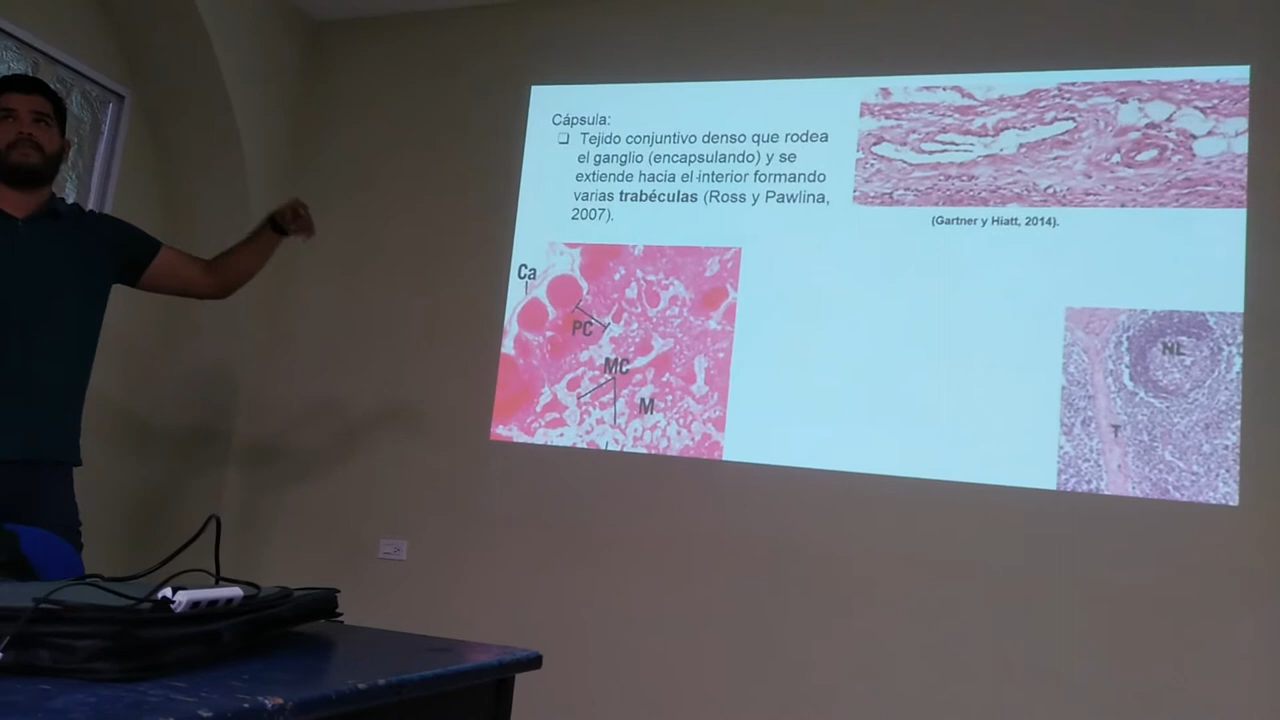 Cápsula:
❑ Tejido conjuntivo denso que rodea
el ganglio (encapsulando) y se
extiende hacia el interior formando
varias trabéculas (Ross y Pawlina,
2007).
(Gartner y Hiatt, 2014).
Ca
PC
MC
M
NL
T